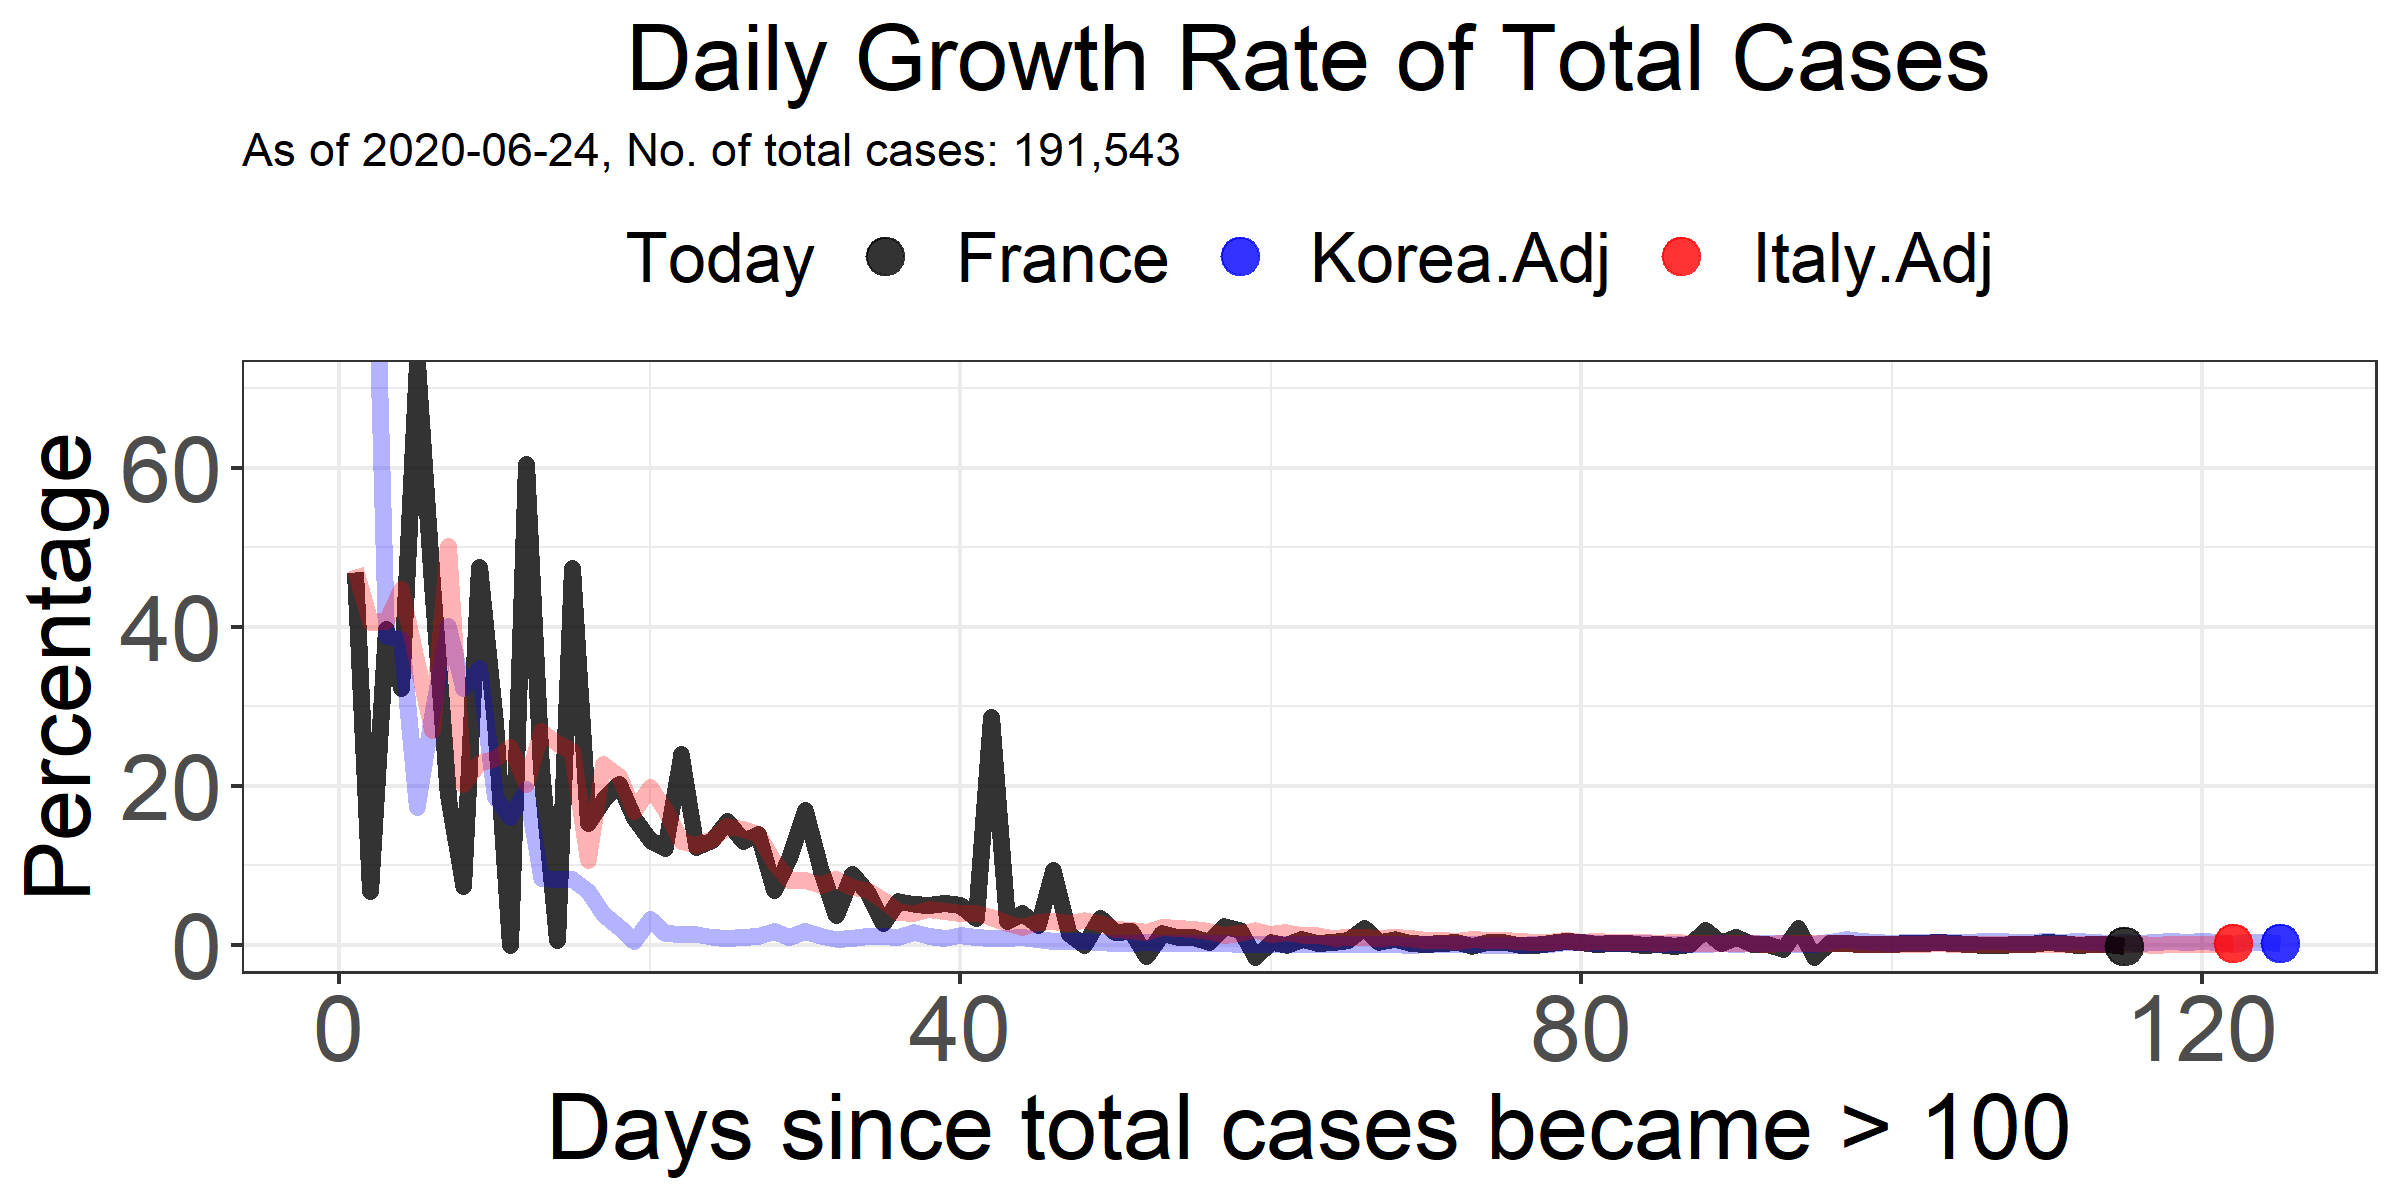 Daily Growth Rate of Total Cases
As of 2020-06-24, No. of total cases: 191,543
Today France Korea.Adj Italy.Adj
Percentage
60
40
20
0
0 40 80 120
Days since total cases became > 100